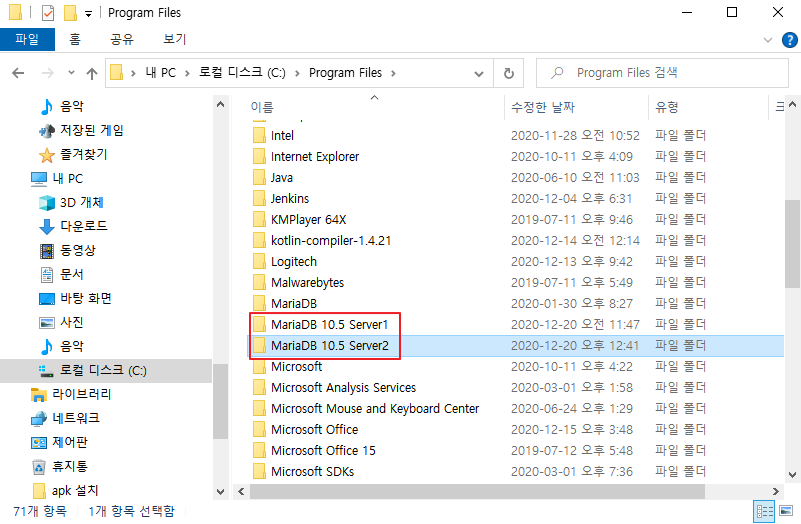 Program Files
파일 홈 공유 보기
내 PC 로컬 디스크 (C:) Program Files Program Files 검색
음악
저장된 게임
즐겨찾기
내 PC
3D 개체
다운로드
동영상
문서
바탕 화면
사진
음악
로컬 디스크 (C:)
라이브러리
네트워크
제어판
휴지통
apk 설치
이름 수정한 날짜 유형
Intel 2020-11-28 오전 10:52 파일 폴더
Internet Explorer 2020-10-11 오후 4:09 파일 폴더
Java 2020-06-10 오전 11:03 파일 폴더
Jenkins 2020-12-04 오후 6:31 파일 폴더
KMPlayer 64X 2019-07-11 오후 9:46 파일 폴더
kotlin-compiler-1.4.21 2020-12-14 오전 12:14 파일 폴더
Logitech 2020-12-13 오후 9:42 파일 폴더
Malwarebytes 2019-07-11 오후 5:49 파일 폴더
MariaDB 2020-01-30 오후 8:27 파일 폴더
MariaDB 10.5 Server1 2020-12-20 오전 11:47 파일 폴더
MariaDB 10.5 Server2 2020-12-20 오후 12:41 파일 폴더
Microsoft 2020-10-11 오후 4:22 파일 폴더
Microsoft Analysis Services 2020-03-01 오후 1:58 파일 폴더
Microsoft Mouse and Keyboard Center 2020-06-24 오후 1:29 파일 폴더
Microsoft Office 2020-12-15 오후 3:48 파일 폴더
Microsoft Office 15 2019-07-12 오후 5:48 파일 폴더
Microsoft SDKs 2020-03-01 오후 7:36 파일 폴더
71개 항목 1개 항목 선택함